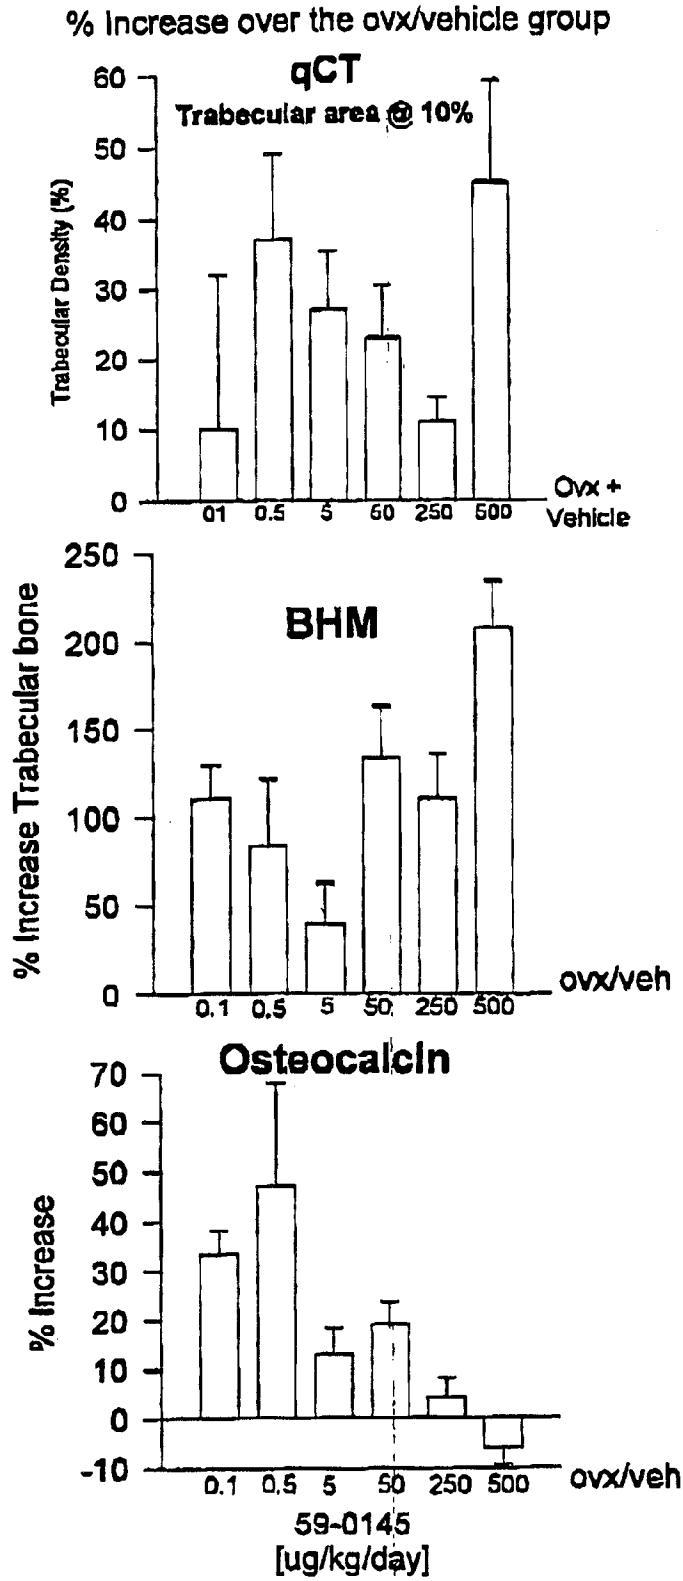 % Increase over the ovx/vehicle group
qCT
Trabecular area @ 10%
Trabecular Density (%)
60
50
40
30
20
10
0
01 0.5 5 50 250 500
Ovx +
Vehicle
BHM
% Increase Trabecular bone
250
200
150
100
50
0
0.1 0.5 5 50 250 500
ovx/veh
Osteocalcin
% Increase
70
60
50
40
30
20
10
0
-10
0.1 0.5 5 50 250 500
ovx/veh
59-0145
[ug/kg/day]